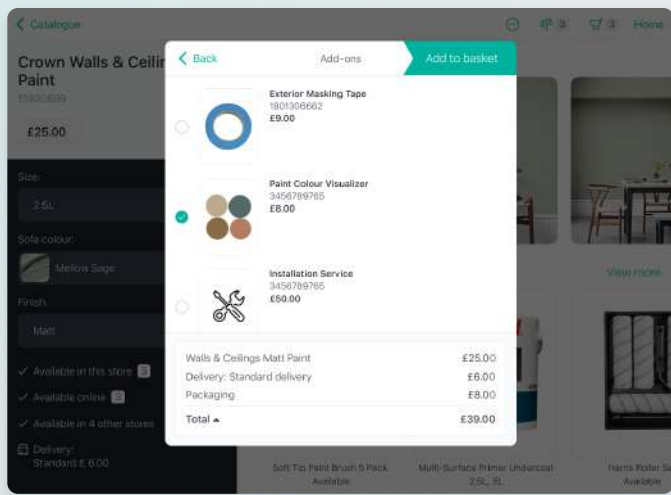 Catalogue
3
3
Home
Crown Walls & Ceilin
Paint
£25.00
Size:
2.5L
Sofa colour:
Mellow Sage
Finish
Matt
Available in this store 3
Available online 3
Available in 4 other stores
Delivery:
Standard £ 6.00
Back
Add-ons
Add to basket
Exterior Masking Tape
1801306662
£9.00
Paint Colour Visualizer
3456789765
£8.00
Installation Service
3456789765
£50.00
Walls & Ceilings Matt Paint £25.00
Delivery: Standard delivery £6.00
Packaging £8.00
Total £39.00
View more
Soft Tip Paint Brush 5 Pack
Available
Multi-Surface Primer Undercoat
2.5L, 5L
Harris Roller Se
Available